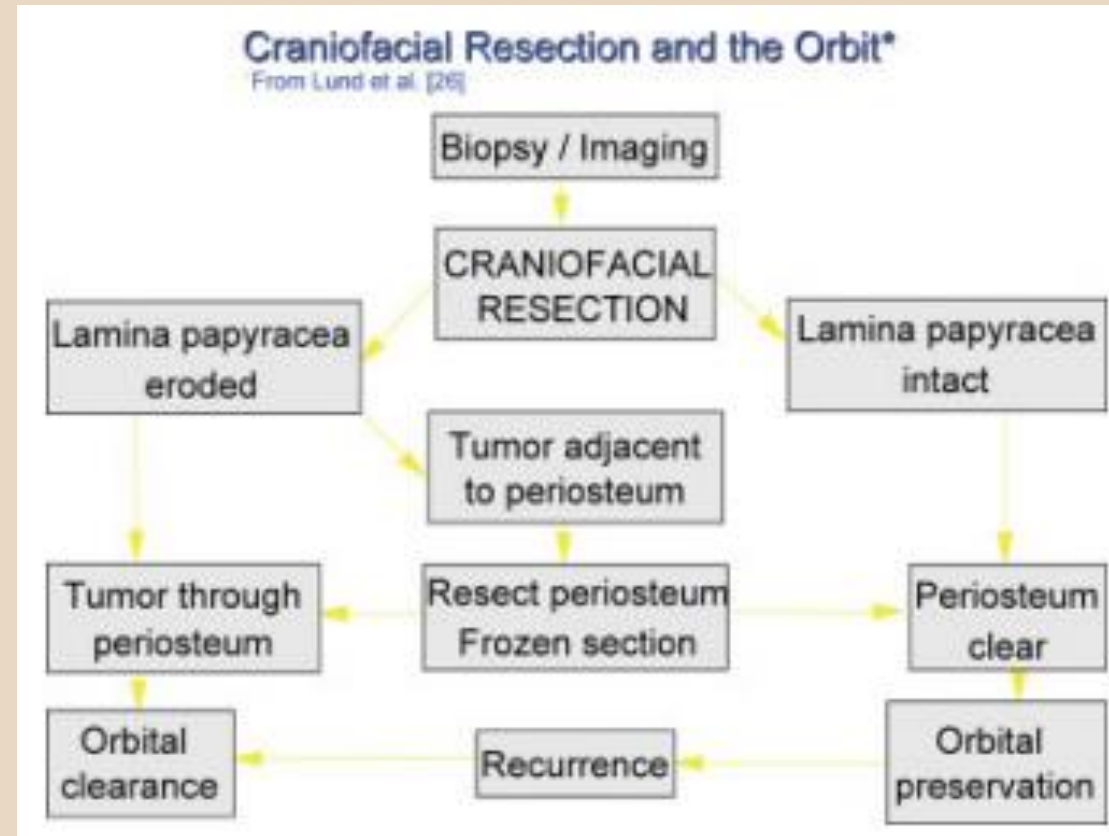 Craniofacial Resection and the Orbit*
From Lund et al. [26]
Biopsy / Imaging
CRANIOFACIAL
RESECTION
Lamina papyracea
eroded
Lamina papyracea
intact
Tumor adjacent
to periosteum
Tumor through
periosteum
Resect periosteum
Frozen section
Periosteum
clear
Orbital
clearance
Recurrence
Orbital
preservation